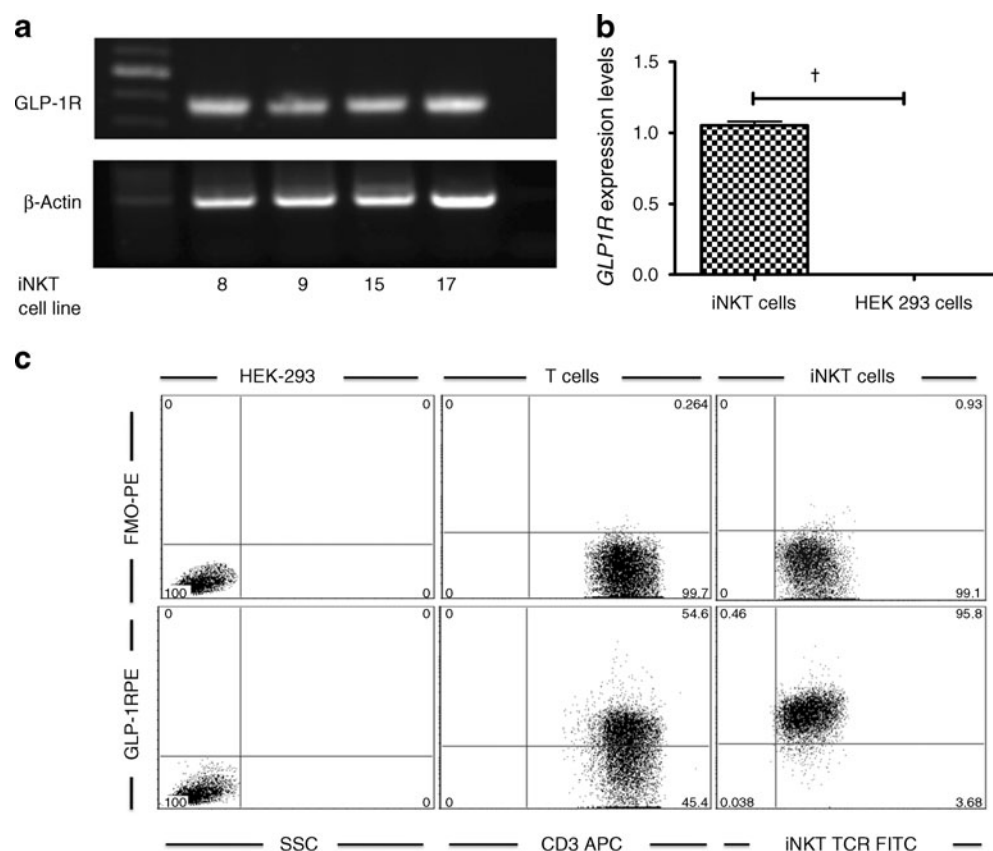 a
GLP-1R
β-Actin
iNKT
cell line
8 9 15 17
b
GLP1R expression levels
1.5
1.0
0.5
0.0
†
iNKT cells HEK 293 cells
c
HEK-293 T cells iNKT cells
FMO-PE
0 0 0 0.264 0 0.93
100 0 0 99.7 0 99.1
GLP-1RPE
0 0 0 54.6 0.46 95.8
100 0 0 45.4 0.038 3.68
SSC CD3 APC iNKT TCR FITC